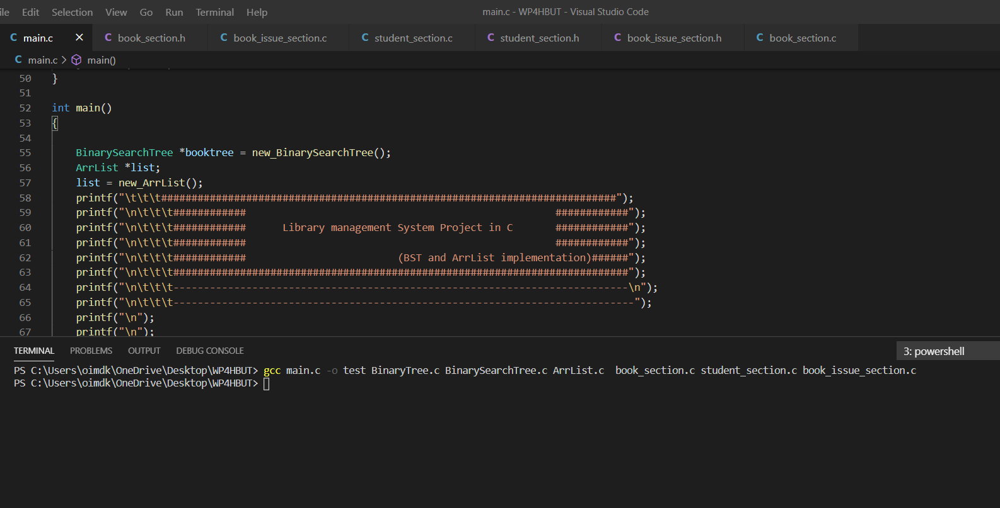 ile Edit Selection View Go Run Terminal Help main.c - WP4HBUT - Visual Studio Code
C main.c × C book_section.h C book_issue_section.c C student_section.c C student_section.h C book_issue_section.h C book_section.c
C main.c > main()
50 }
51
52 int main()
53 {
54
55 BinarySearchTree *booktree = new_BinarySearchTree();
56 ArrList *list;
57 list = new_ArrList();
58 printf("\t\t\t###########################################################################");
59 printf("\n\t\t\t############                                                   ############");
60 printf("\n\t\t\t############      Library management System Project in C       ############");
61 printf("\n\t\t\t############                                                   ############");
62 printf("\n\t\t\t############                         (BST and ArrList implementation)######");
63 printf("\n\t\t\t###########################################################################");
64 printf("\n\t\t\t---------------------------------------------------------------------------\n");
65 printf("\n\t\t\t----------------------------------------------------------------------------");
66 printf("\n");
67 printf("\n");
TERMINAL PROBLEMS OUTPUT DEBUG CONSOLE 3: powershell
PS C:\Users\oimdk\OneDrive\Desktop\WP4HBUT> gcc main.c -o test BinaryTree.c BinarySearchTree.c ArrList.c  book_section.c student_section.c book_issue_section.c
PS C:\Users\oimdk\OneDrive\Desktop\WP4HBUT>